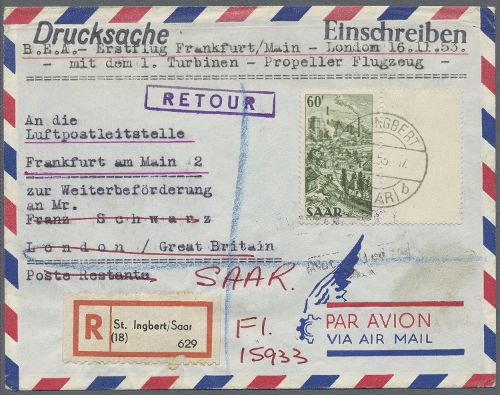 Drucksache Einschreiben
B.E.A.- Erstflug Frankfurt/Main - London 16.11.53.
- mit dem 1. Turbinen - Propeller Flugzeug -
RETOUR
An die
Luftpostleitstelle
Frankfurt am Main 2
zur Weiterbeförderung
an Mr.
Franz Schwarz
London / Great Britain
Poste Restante
60F
SAAR
INGBERT
b
SAAR.
R
St. Ingbert/Saar
(18)
629
F1.
15933
PAR AVION
VIA AIR MAIL